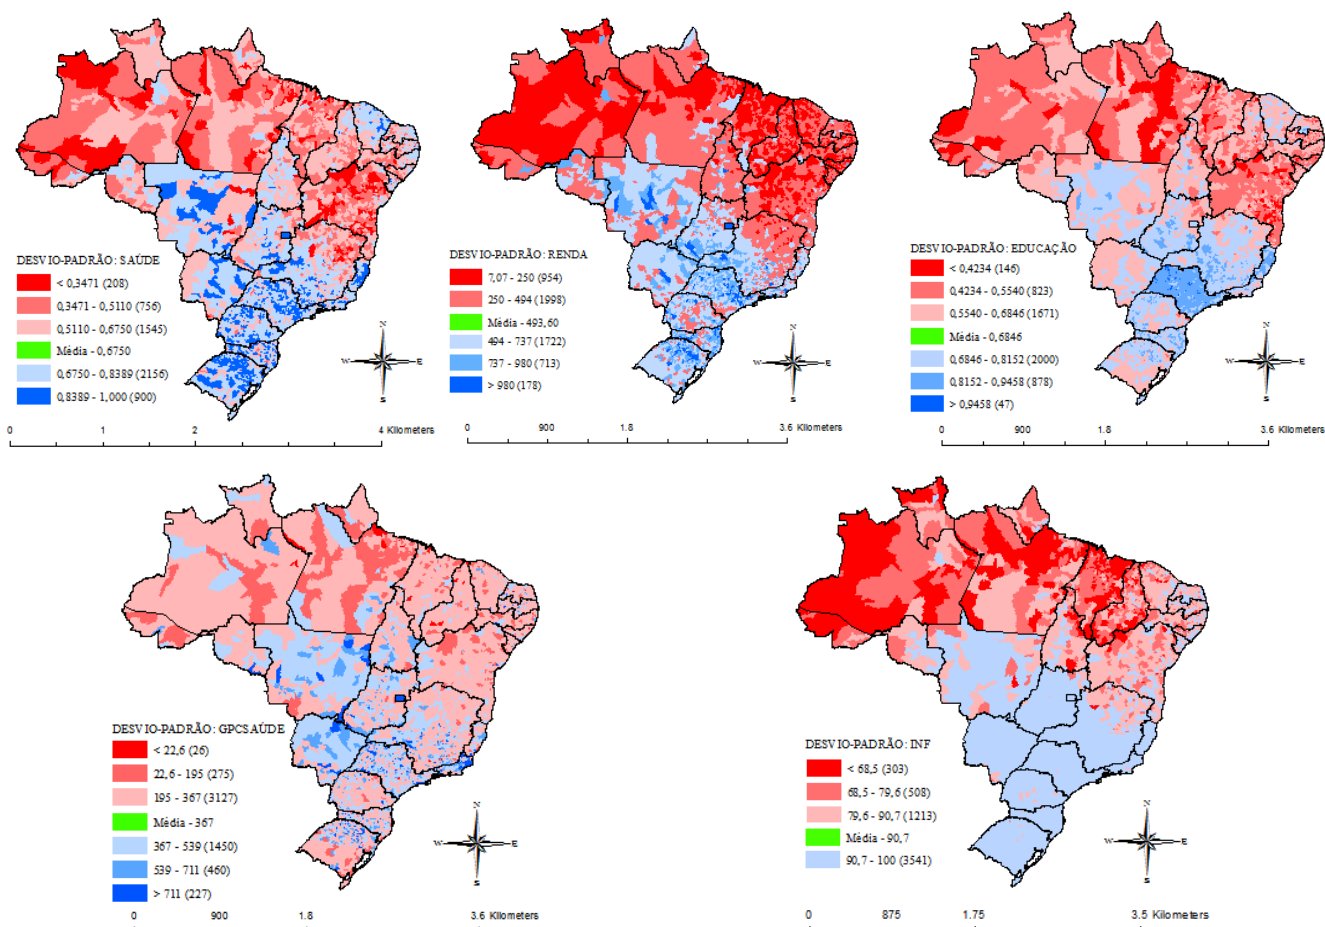 DESVIO-PADRÃO: SAÚDE
< 0,3471 (208)
0,3471 - 0,5110 (756)
0,5110 - 0,6750 (1545)
Média - 0,6750
0,6750 - 0,8389 (2156)
0,8389 - 1,000 (900)
N
W
E
S
0 1 2 4 Kilometers
DESVIO-PADRÃO: RENDA
7,07 - 250 (954)
250 - 494 (1998)
Média - 493,60
494 - 737 (1722)
737 - 980 (713)
> 980 (178)
N
W
E
S
0 900 1.8 3.6 Kilometers
DESVIO-PADRÃO: EDUCAÇÃO
< 0,4234 (146)
0,4234 - 0,5540 (823)
0,5540 - 0,6846 (1671)
Média - 0,6846
0,6846 - 0,8152 (2000)
0,8152 - 0,9458 (878)
> 0,9458 (47)
N
W
E
S
0 900 1.8 3.6 Kilometers
DESVIO-PADRÃO: GPCSAÚDE
< 22,6 (26)
22,6 - 195 (275)
195 - 367 (3127)
Média - 367
367 - 539 (1450)
539 - 711 (460)
> 711 (227)
N
W
E
S
0 900 1.8 3.6 Kilometers
DESVIO-PADRÃO: INF
< 68,5 (303)
68,5 - 79,6 (508)
79,6 - 90,7 (1213)
Média - 90,7
90,7 - 100 (3541)
N
W
E
S
0 875 1.75 3.5 Kilometers